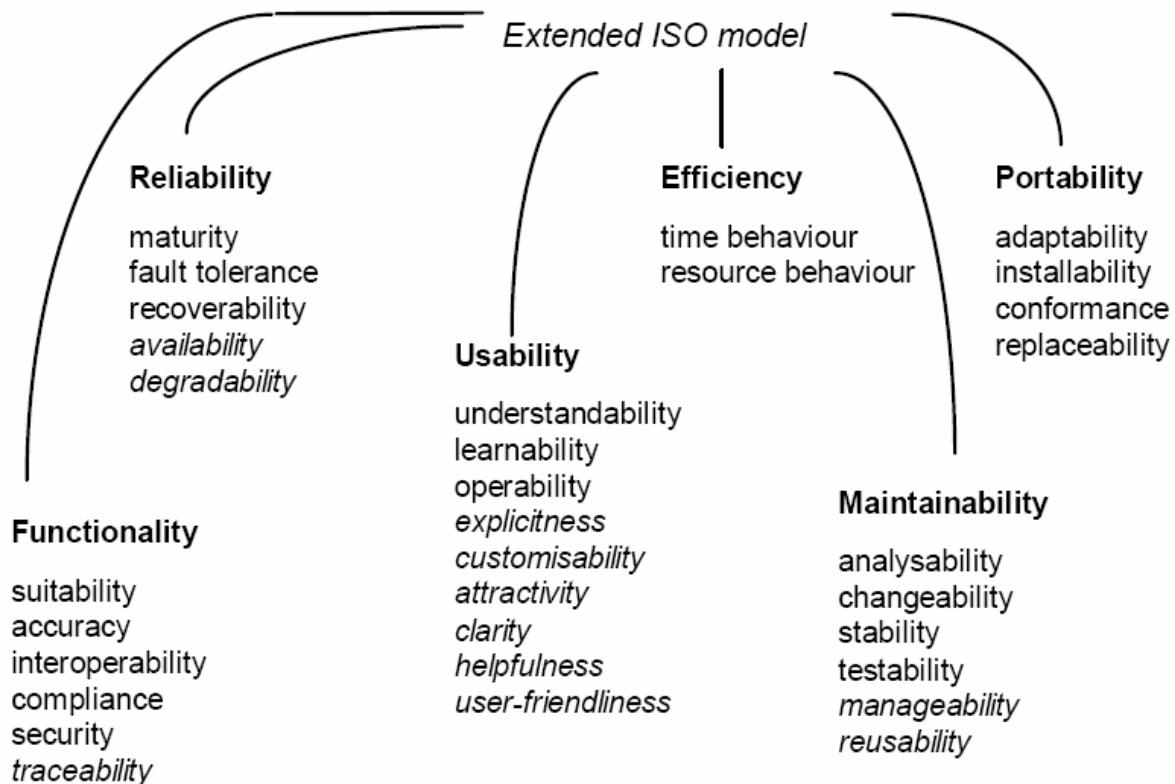 Extended ISO model
Reliability
maturity
fault tolerance
recoverability
availability
degradability
Efficiency
time behaviour
resource behaviour
Portability
adaptability
installability
conformance
replaceability
Usability
understandability
learnability
operability
explicitness
customisability
attractivity
clarity
helpfulness
user-friendliness
Functionality
suitability
accuracy
interoperability
compliance
security
traceability
Maintainability
analysability
changeability
stability
testability
manageability
reusability